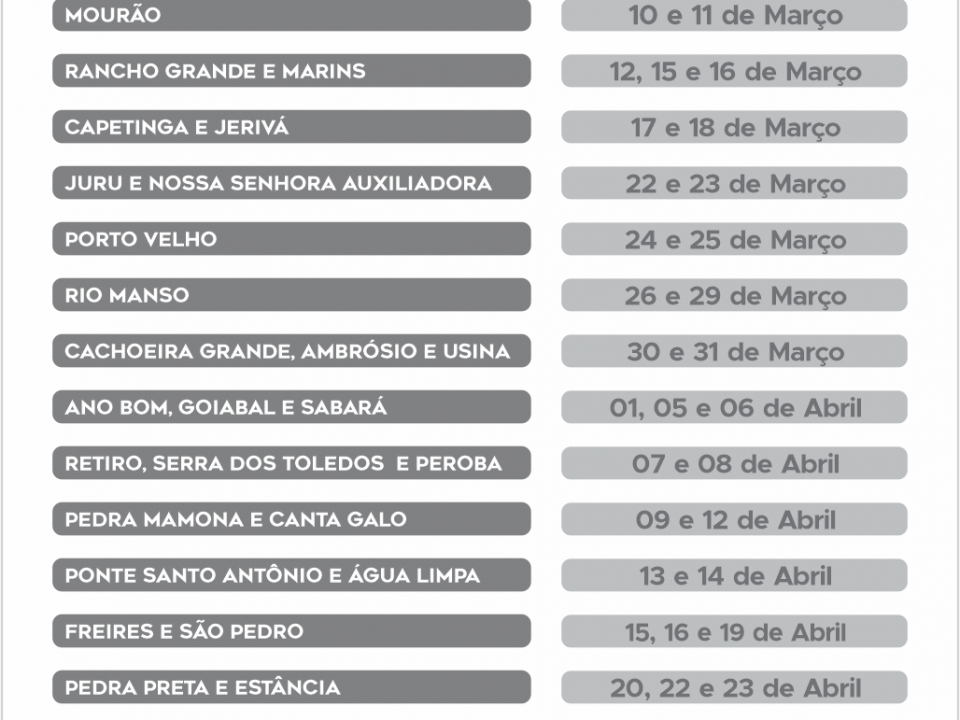 MOURÃO 10 e 11 de Março
RANCHO GRANDE E MARINS 12, 15 e 16 de Março
CAPETINGA E JERIVÁ 17 e 18 de Março
JURU E NOSSA SENHORA AUXILIADORA 22 e 23 de Março
PORTO VELHO 24 e 25 de Março
RIO MANSO 26 e 29 de Março
CACHOEIRA GRANDE, AMBRÓSIO E USINA 30 e 31 de Março
ANO BOM, GOIABAL E SABARÁ 01, 05 e 06 de Abril
RETIRO, SERRA DOS TOLEDOS E PEROBA 07 e 08 de Abril
PEDRA MAMONA E CANTA GALO 09 e 12 de Abril
PONTE SANTO ANTÔNIO E ÁGUA LIMPA 13 e 14 de Abril
FREIRES E SÃO PEDRO 15, 16 e 19 de Abril
PEDRA PRETA E ESTÂNCIA 20, 22 e 23 de Abril